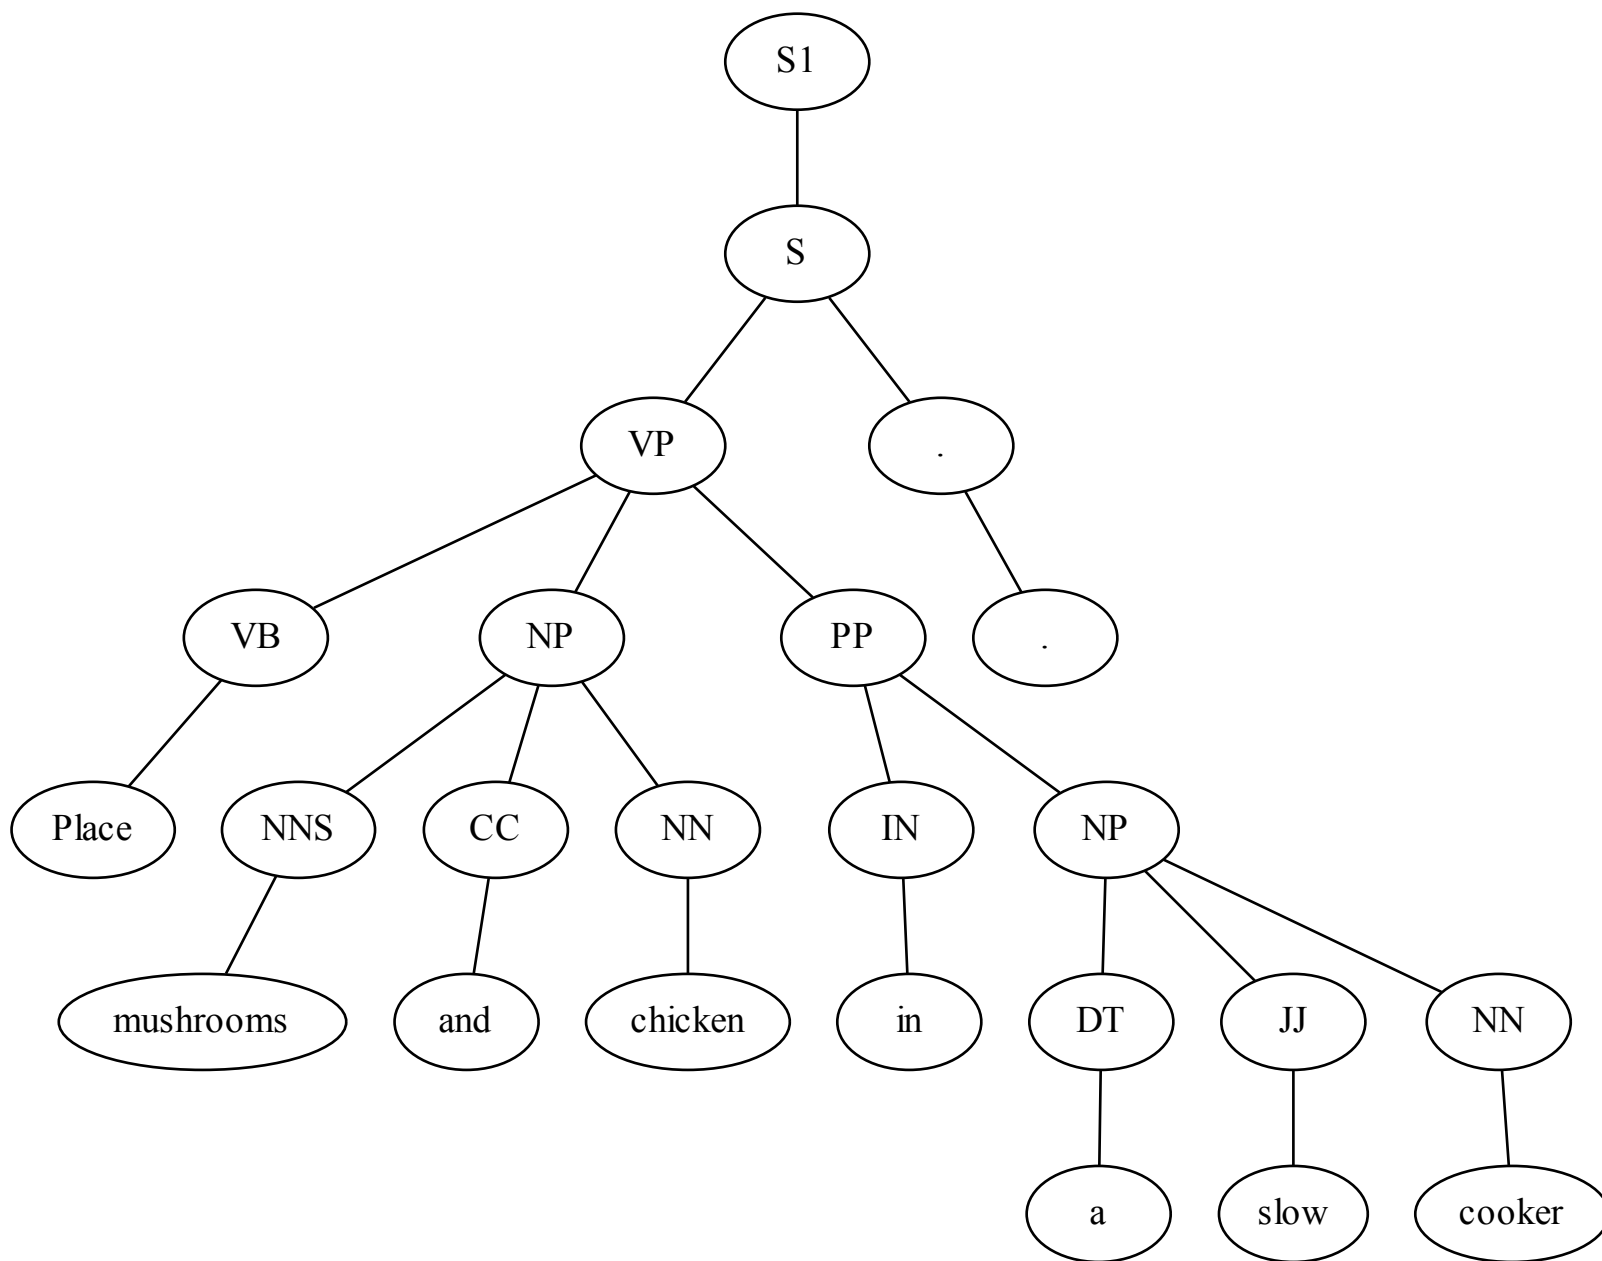 S1
S
VP .
VB NP PP .
Place NNS CC NN IN NP
mushrooms and chicken in DT JJ NN
a slow cooker